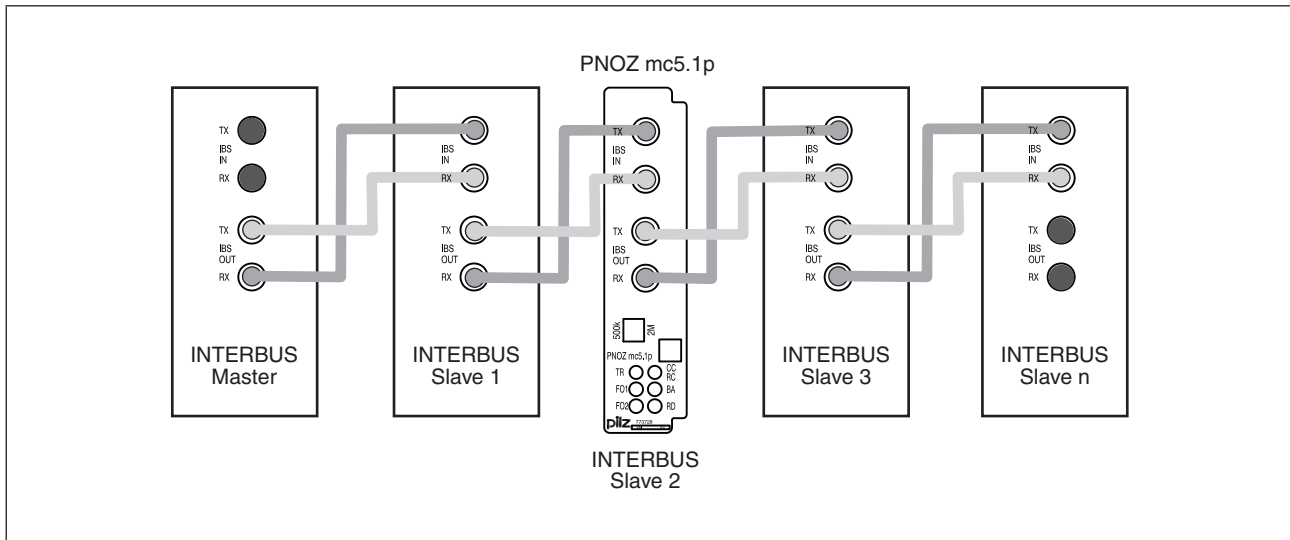 PNOZ mc5.1p
TX
IBS
IN
RX
TX
IBS
OUT
RX
INTERBUS
Master
IBS
IN
RX
TX
IBS
OUT
RX
INTERBUS
Slave 1
TX
IBS
IN
RX
TX
IBS
OUT
RX
500k
2M
PNOZ mc5.1p
TR
CC
RC
FO1
BA
FO2
RD
pilz
773728
INTERBUS
Slave 2
TX
IBS
IN
RX
TX
IBS
OUT
RX
INTERBUS
Slave 3
TX
IBS
IN
RX
TX
IBS
OUT
RX
INTERBUS
Slave n